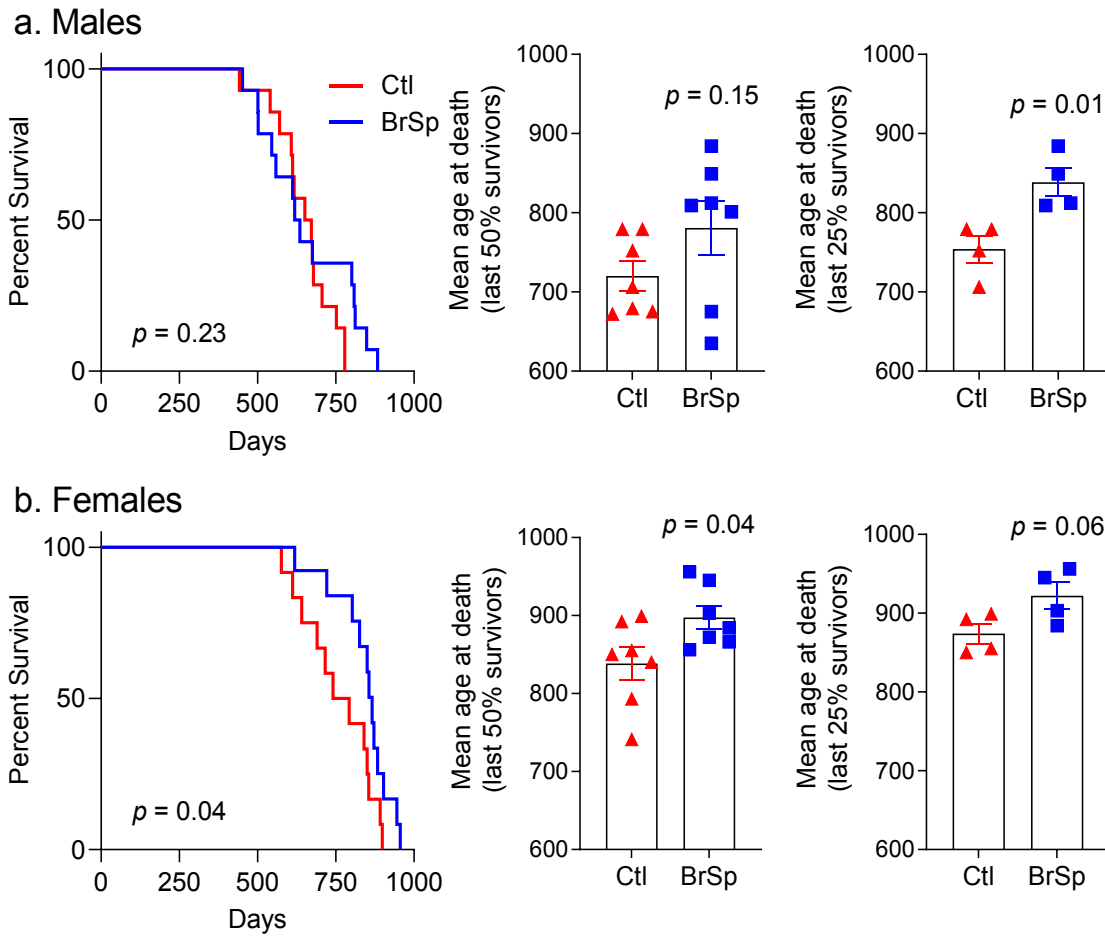 a. Males
100
50
0
Percent Survival
Ctl
BrSp
p = 0.23
0
250
500
750
1000
Days
1000
900
800
700
600
Mean age at death
(last 50% survivors)
p = 0.15
Ctl
BrSp
1000
900
800
700
600
Mean age at death
(last 25% survivors)
p = 0.01
Ctl
BrSp
b. Females
100
50
0
Percent Survival
p = 0.04
0
250
500
750
1000
Days
1000
900
800
700
600
Mean age at death
(last 50% survivors)
p = 0.04
Ctl
BrSp
1000
900
800
700
600
Mean age at death
(last 25% survivors)
p = 0.06
Ctl
BrSp